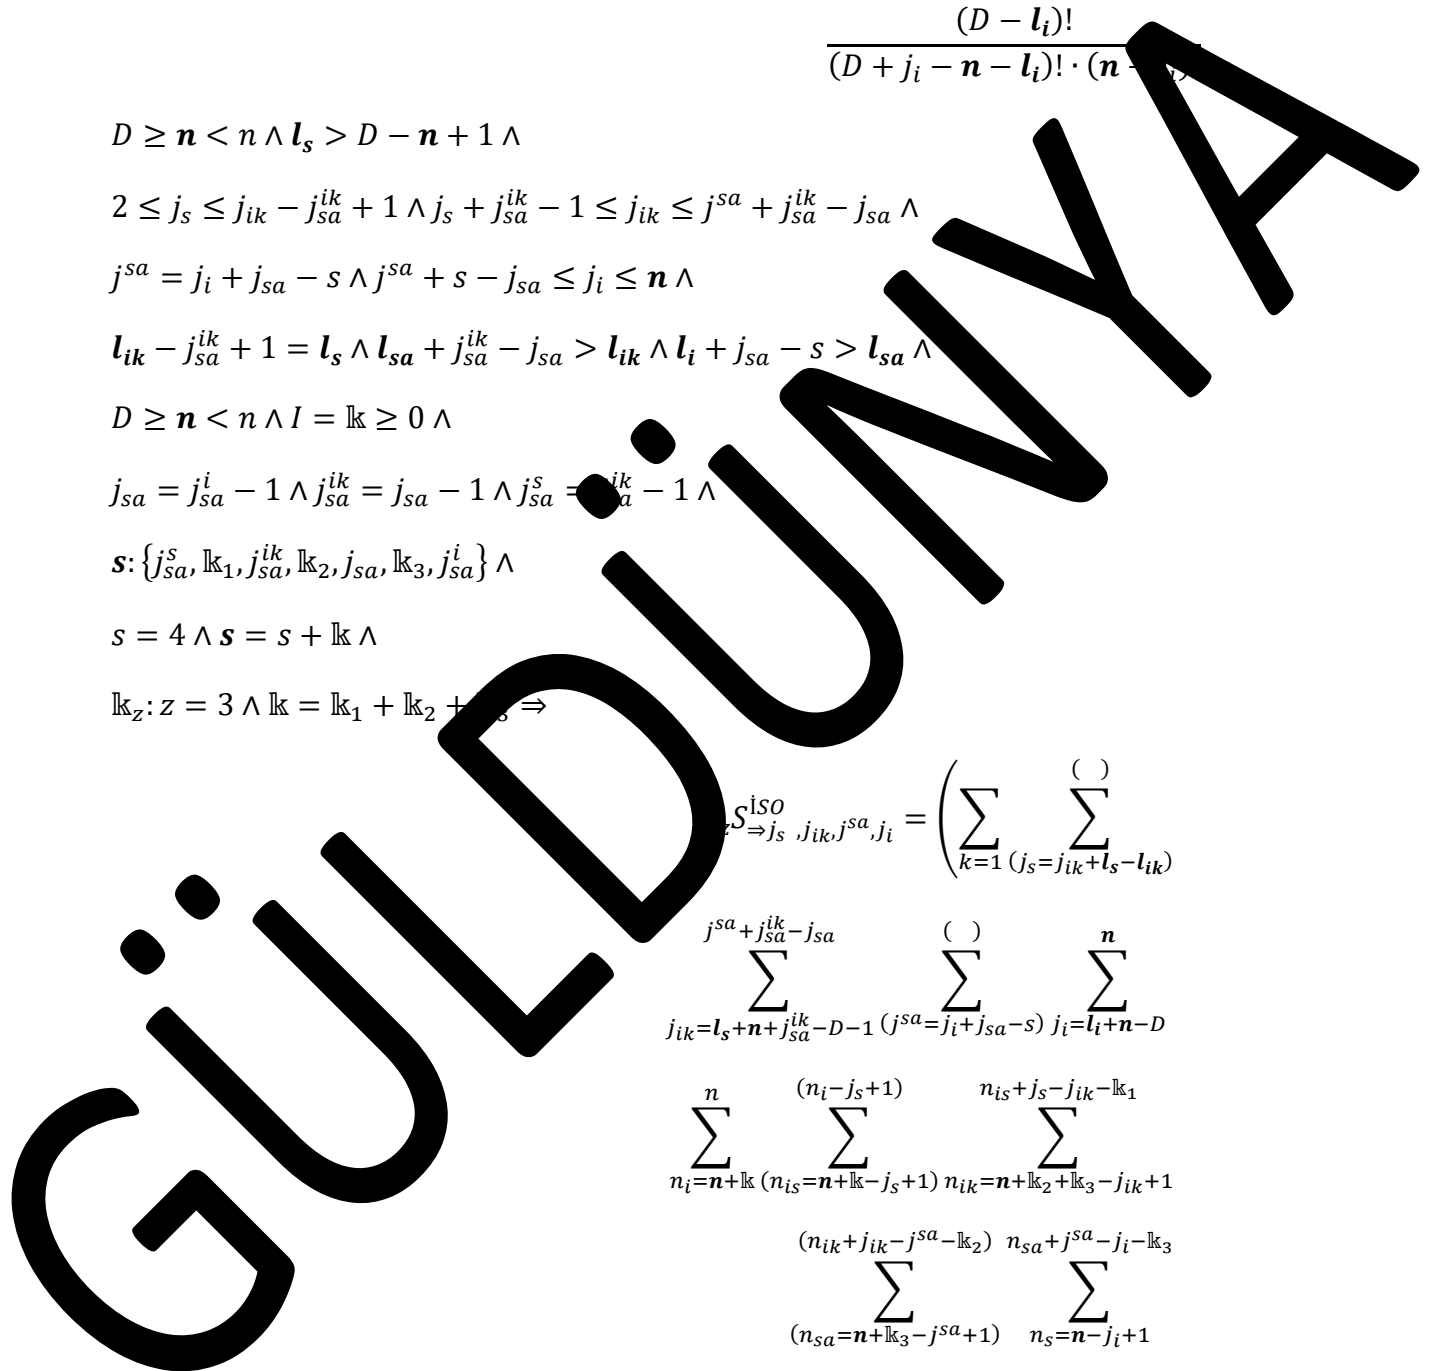 (D − l_i)!
(D + j_i − n − l_i)! · (n
D ≥ n < n ∧ l_s > D − n + 1 ∧
2 ≤ j_s ≤ j_ik − j_sa^ik + 1 ∧ j_s + j_sa^ik − 1 ≤ j_ik ≤ j^sa + j_sa^ik − j_sa ∧
j^sa = j_i + j_sa − s ∧ j^sa + s − j_sa ≤ j_i ≤ n ∧
l_ik − j_sa^ik + 1 = l_s ∧ l_sa + j_sa^ik − j_sa > l_ik ∧ l_i + j_sa − s > l_sa ∧
D ≥ n < n ∧ I = 𝕜 ≥ 0 ∧
j_sa = j_sa^i − 1 ∧ j_sa^ik = j_sa − 1 ∧ j_sa^s = − 1 ∧
s: {j_sa^s, 𝕜_1, j_sa^ik, 𝕜_2, j_sa, 𝕜_3, j_sa^i} ∧
s = 4 ∧ s = s + 𝕜 ∧
𝕜_z: z = 3 ∧ 𝕜 = 𝕜_1 + 𝕜_2 + ⇒
S_⇒j_s ,j_ik,j^sa,j_i^İSO = ( ∑_{k=1} ∑_{(j_s=j_ik+l_s−l_ik)}^{( )}
∑_{j_ik=l_s+n+j_sa^ik−D−1}^{j^sa+j_sa^ik−j_sa} ∑_{(j^sa=j_i+j_sa−s)}^{( )} ∑_{j_i=l_i+n−D}^{n}
∑_{n_i=n+𝕜}^{n} ∑_{(n_is=n+𝕜−j_s+1)}^{(n_i−j_s+1)} ∑_{n_ik=n+𝕜_2+𝕜_3−j_ik+1}^{n_is+j_s−j_ik−𝕜_1}
∑_{(n_sa=n+𝕜_3−j^sa+1)}^{(n_ik+j_ik−j^sa−𝕜_2)} ∑_{n_s=n−j_i+1}^{n_sa+j^sa−j_i−𝕜_3}
GÜLDÜNYA